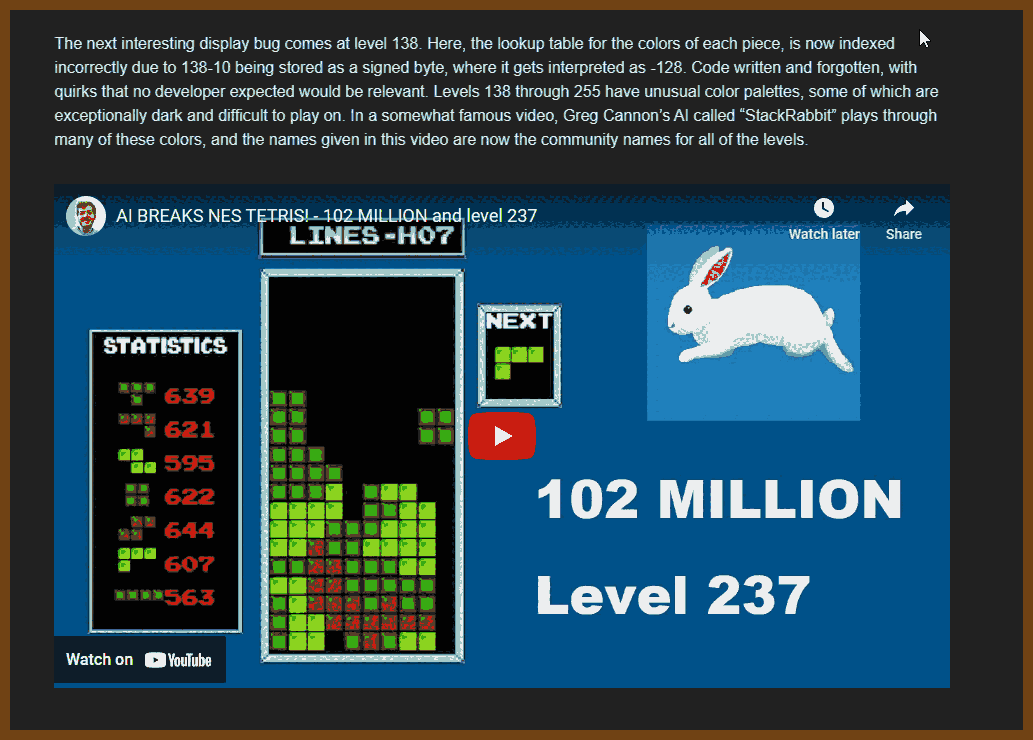 The next interesting display bug comes at level 138. Here, the lookup table for the colors of each piece, is now indexed
incorrectly due to 138-10 being stored as a signed byte, where it gets interpreted as -128. Code written and forgotten, with
quirks that no developer expected would be relevant. Levels 138 through 255 have unusual color palettes, some of which are
exceptionally dark and difficult to play on. In a somewhat famous video, Greg Cannon's AI called “StackRabbit” plays through
many of these colors, and the names given in this video are now the community names for all of the levels.
AI BREAKS NES TETRIS! - 102 MILLION and level 237
Watch later
Share
LINES-H07
NEXT
STATISTICS
639
621
595
622
644
607
563
102 MILLION
Level 237
Watch on YouTube